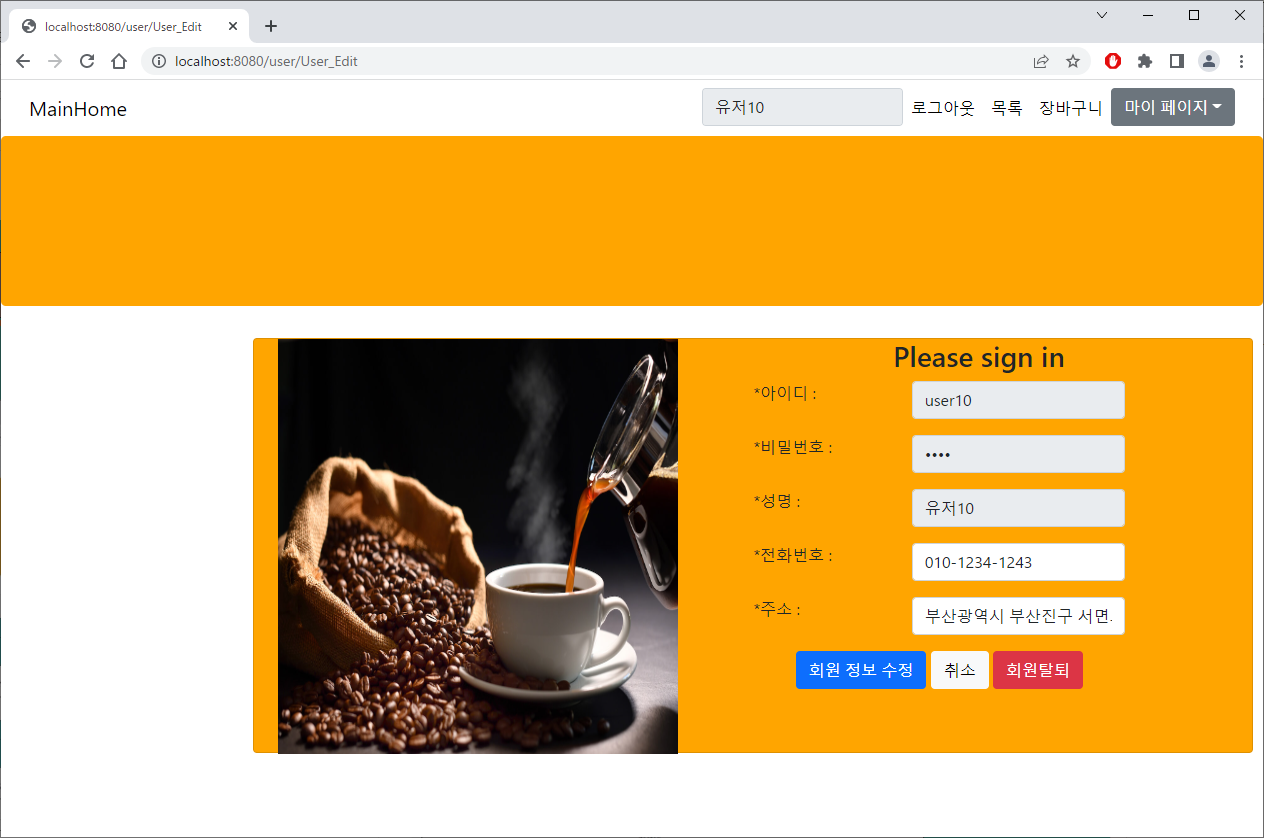 localhost:8080/user/User_Edit
localhost:8080/user/User_Edit
MainHome
유저10
로그아웃
목록
장바구니
마이 페이지
Please sign in
*아이디 :
user10
*비밀번호 :
••••
*성명 :
유저10
*전화번호 :
010-1234-1243
*주소 :
부산광역시 부산진구 서면.
회원 정보 수정
취소
회원탈퇴